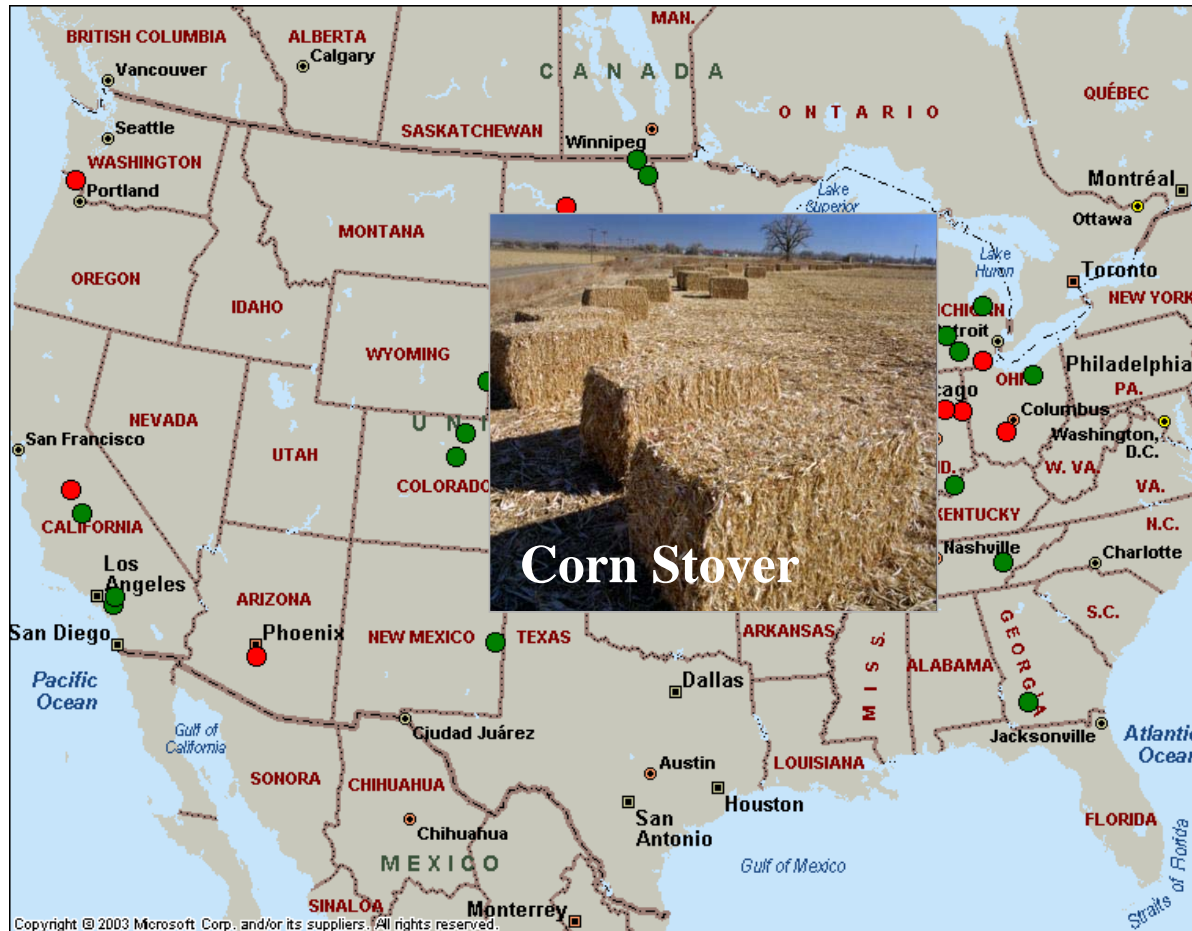 MAN.
BRITISH COLUMBIA
ALBERTA
Calgary
Vancouver
C A N A D A
QUÉBEC
O N T A R I O
Seattle
SASKATCHEWAN
Winnipeg
WASHINGTON
Portland
Lake
Superior
Montréal
Ottawa
MONTANA
Lake
Huron
Toronto
OREGON
IDAHO
NEW YORK
WYOMING
Philadelphia
PA.
NEVADA
Columbus
San Francisco
UTAH
Washington,
D.C.
COLORADO
W. VA.
VA.
KENTUCKY
N.C.
CALIFORNIA
Nashville
Charlotte
Corn Stover
Los
Angeles
ARIZONA
S.C.
San Diego
Phoenix
NEW MEXICO
TEXAS
ARKANSAS
MISS.
ALABAMA
GEORGIA
Pacific
Ocean
Dallas
Gulf of
California
Ciudad Juárez
Jacksonville
Atlantic
Ocean
SONORA
CHIHUAHUA
Austin
LOUISIANA
Houston
San
Antonio
Chihuahua
FLORIDA
MEXICO
Gulf of Mexico
Straits of Florida
SINALOA
Monterrey
Copyright © 2003 Microsoft Corp. and/or its suppliers. All rights reserved.